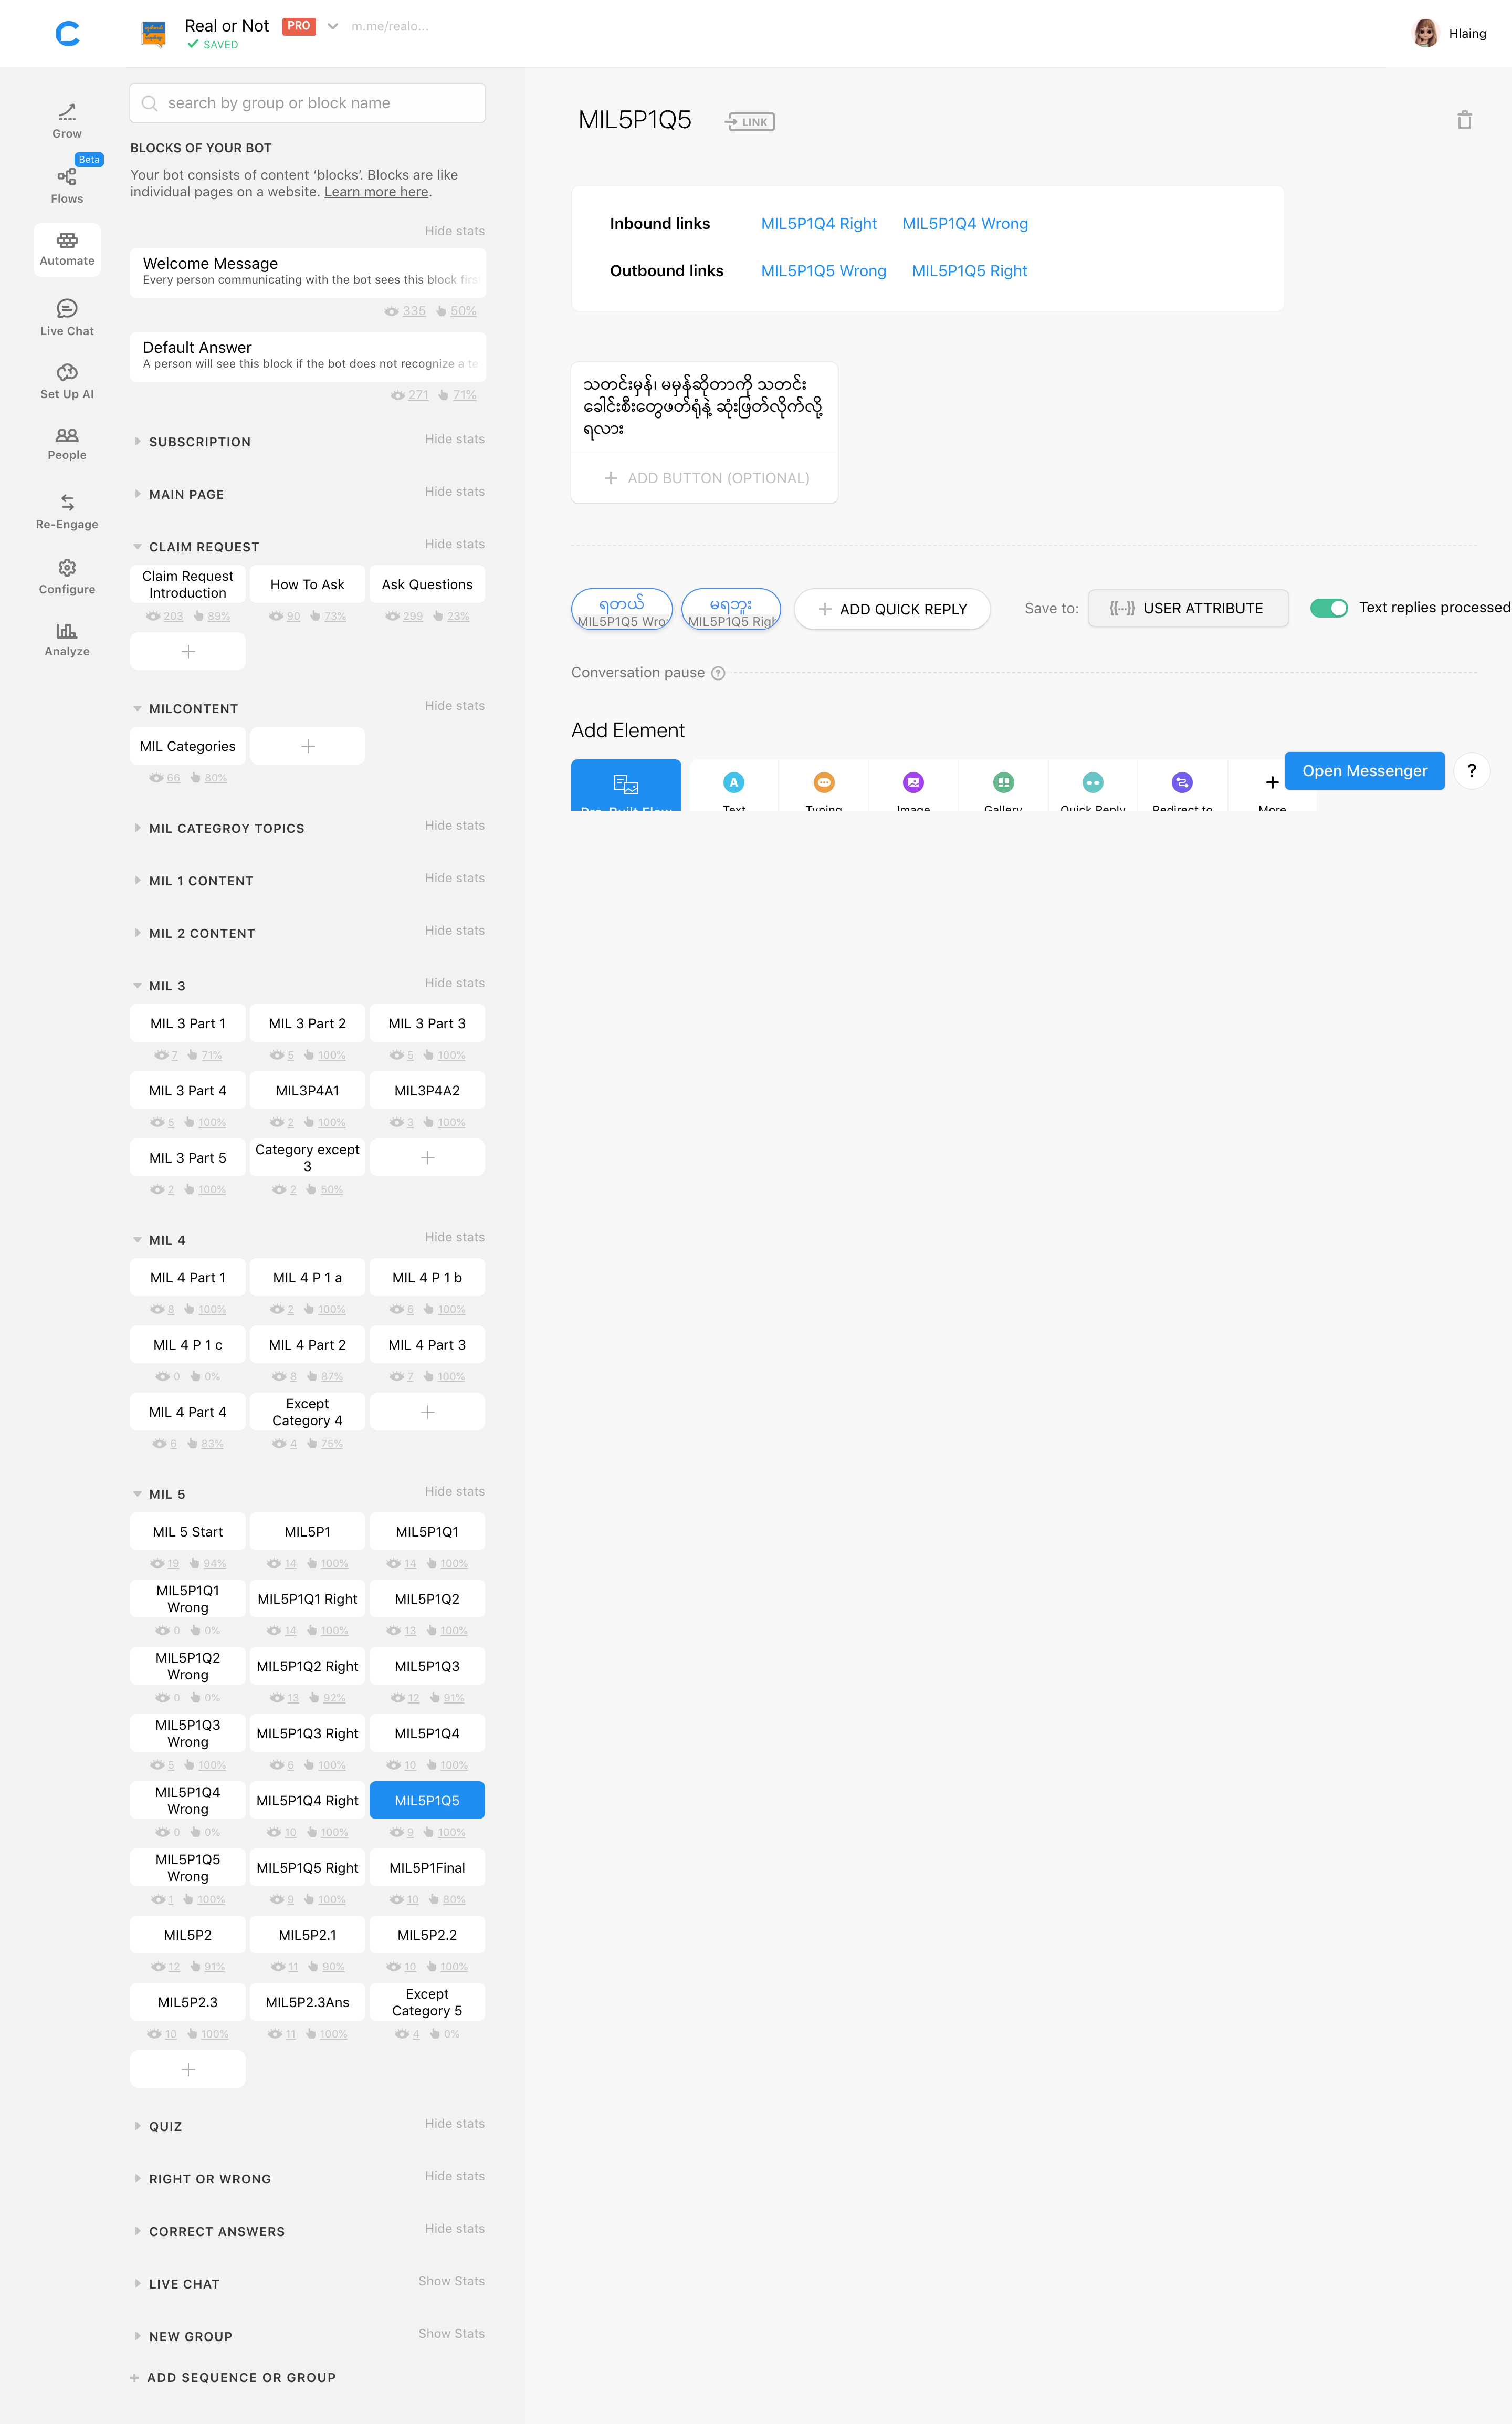 Real or Not PRO m.me/realo...
SAVED
Hlaing
Grow
Beta
Flows
Automate
Live Chat
Set Up AI
People
Re-Engage
Configure
Analyze
search by group or block name
BLOCKS OF YOUR BOT
Your bot consists of content ‘blocks’. Blocks are like
individual pages on a website. Learn more here.
Hide stats
Welcome Message
Every person communicating with the bot sees this block firs
335 50%
Default Answer
A person will see this block if the bot does not recognize a te
271 71%
SUBSCRIPTION Hide stats
MAIN PAGE Hide stats
CLAIM REQUEST Hide stats
Claim Request Introduction How To Ask Ask Questions
203 89% 90 73% 299 23%
MILCONTENT Hide stats
MIL Categories
66 80%
MIL CATEGROY TOPICS Hide stats
MIL 1 CONTENT Hide stats
MIL 2 CONTENT Hide stats
MIL 3 Hide stats
MIL 3 Part 1 MIL 3 Part 2 MIL 3 Part 3
7 71% 5 100% 5 100%
MIL 3 Part 4 MIL3P4A1 MIL3P4A2
5 100% 2 100% 3 100%
MIL 3 Part 5 Category except 3
2 100% 2 50%
MIL 4 Hide stats
MIL 4 Part 1 MIL 4 P 1 a MIL 4 P 1 b
8 100% 2 100% 6 100%
MIL 4 P 1 c MIL 4 Part 2 MIL 4 Part 3
0 0% 8 87% 7 100%
MIL 4 Part 4 Except Category 4
6 83% 4 75%
MIL 5 Hide stats
MIL 5 Start MIL5P1 MIL5P1Q1
19 94% 14 100% 14 100%
MIL5P1Q1 Wrong MIL5P1Q1 Right MIL5P1Q2
0 0% 14 100% 13 100%
MIL5P1Q2 Wrong MIL5P1Q2 Right MIL5P1Q3
0 0% 13 92% 12 91%
MIL5P1Q3 Wrong MIL5P1Q3 Right MIL5P1Q4
5 100% 6 100% 10 100%
MIL5P1Q4 Wrong MIL5P1Q4 Right MIL5P1Q5
0 0% 10 100% 9 100%
MIL5P1Q5 Wrong MIL5P1Q5 Right MIL5P1Final
1 100% 9 100% 10 80%
MIL5P2 MIL5P2.1 MIL5P2.2
12 91% 11 90% 10 100%
MIL5P2.3 MIL5P2.3Ans Except Category 5
10 100% 11 100% 4 0%
QUIZ Hide stats
RIGHT OR WRONG Hide stats
CORRECT ANSWERS Hide stats
LIVE CHAT Show Stats
NEW GROUP Show Stats
+ ADD SEQUENCE OR GROUP
MIL5P1Q5 LINK
Inbound links MIL5P1Q4 Right MIL5P1Q4 Wrong
Outbound links MIL5P1Q5 Wrong MIL5P1Q5 Right
သတင်းမှန်၊ မမှန်ဆိုတာကို သတင်း
ခေါင်းစီးတွေဖတ်ရုံနဲ့ ဆုံးဖြတ်လိုက်လို့
ရလား
+ ADD BUTTON (OPTIONAL)
ရတယ် မရဘူး
MIL5P1Q5 Wro MIL5P1Q5 Righ
+ ADD QUICK REPLY Save to: {{...}} USER ATTRIBUTE Text replies processed
Conversation pause ?
Add Element
Pre-Built Flow Text Typing Image Gallery Quick Reply Redirect to More
Open Messenger ?